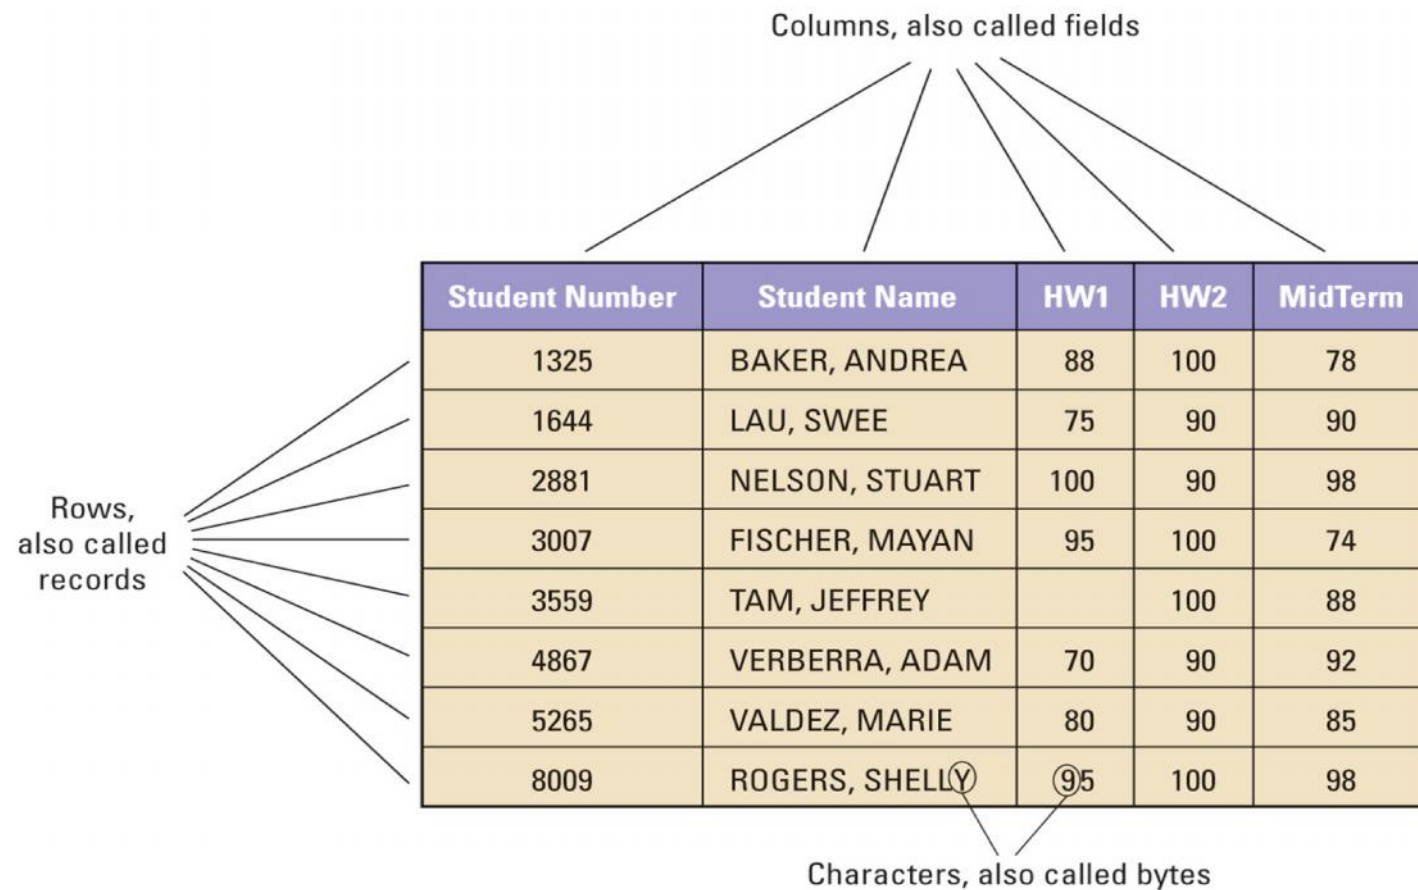 Columns, also called fields
Student Number Student Name HW1 HW2 MidTerm
1325 BAKER, ANDREA 88 100 78
1644 LAU, SWEE 75 90 90
2881 NELSON, STUART 100 90 98
3007 FISCHER, MAYAN 95 100 74
3559 TAM, JEFFREY 100 88
4867 VERBERRA, ADAM 70 90 92
5265 VALDEZ, MARIE 80 90 85
8009 ROGERS, SHELLY 95 100 98
Rows,
also called
records
Characters, also called bytes